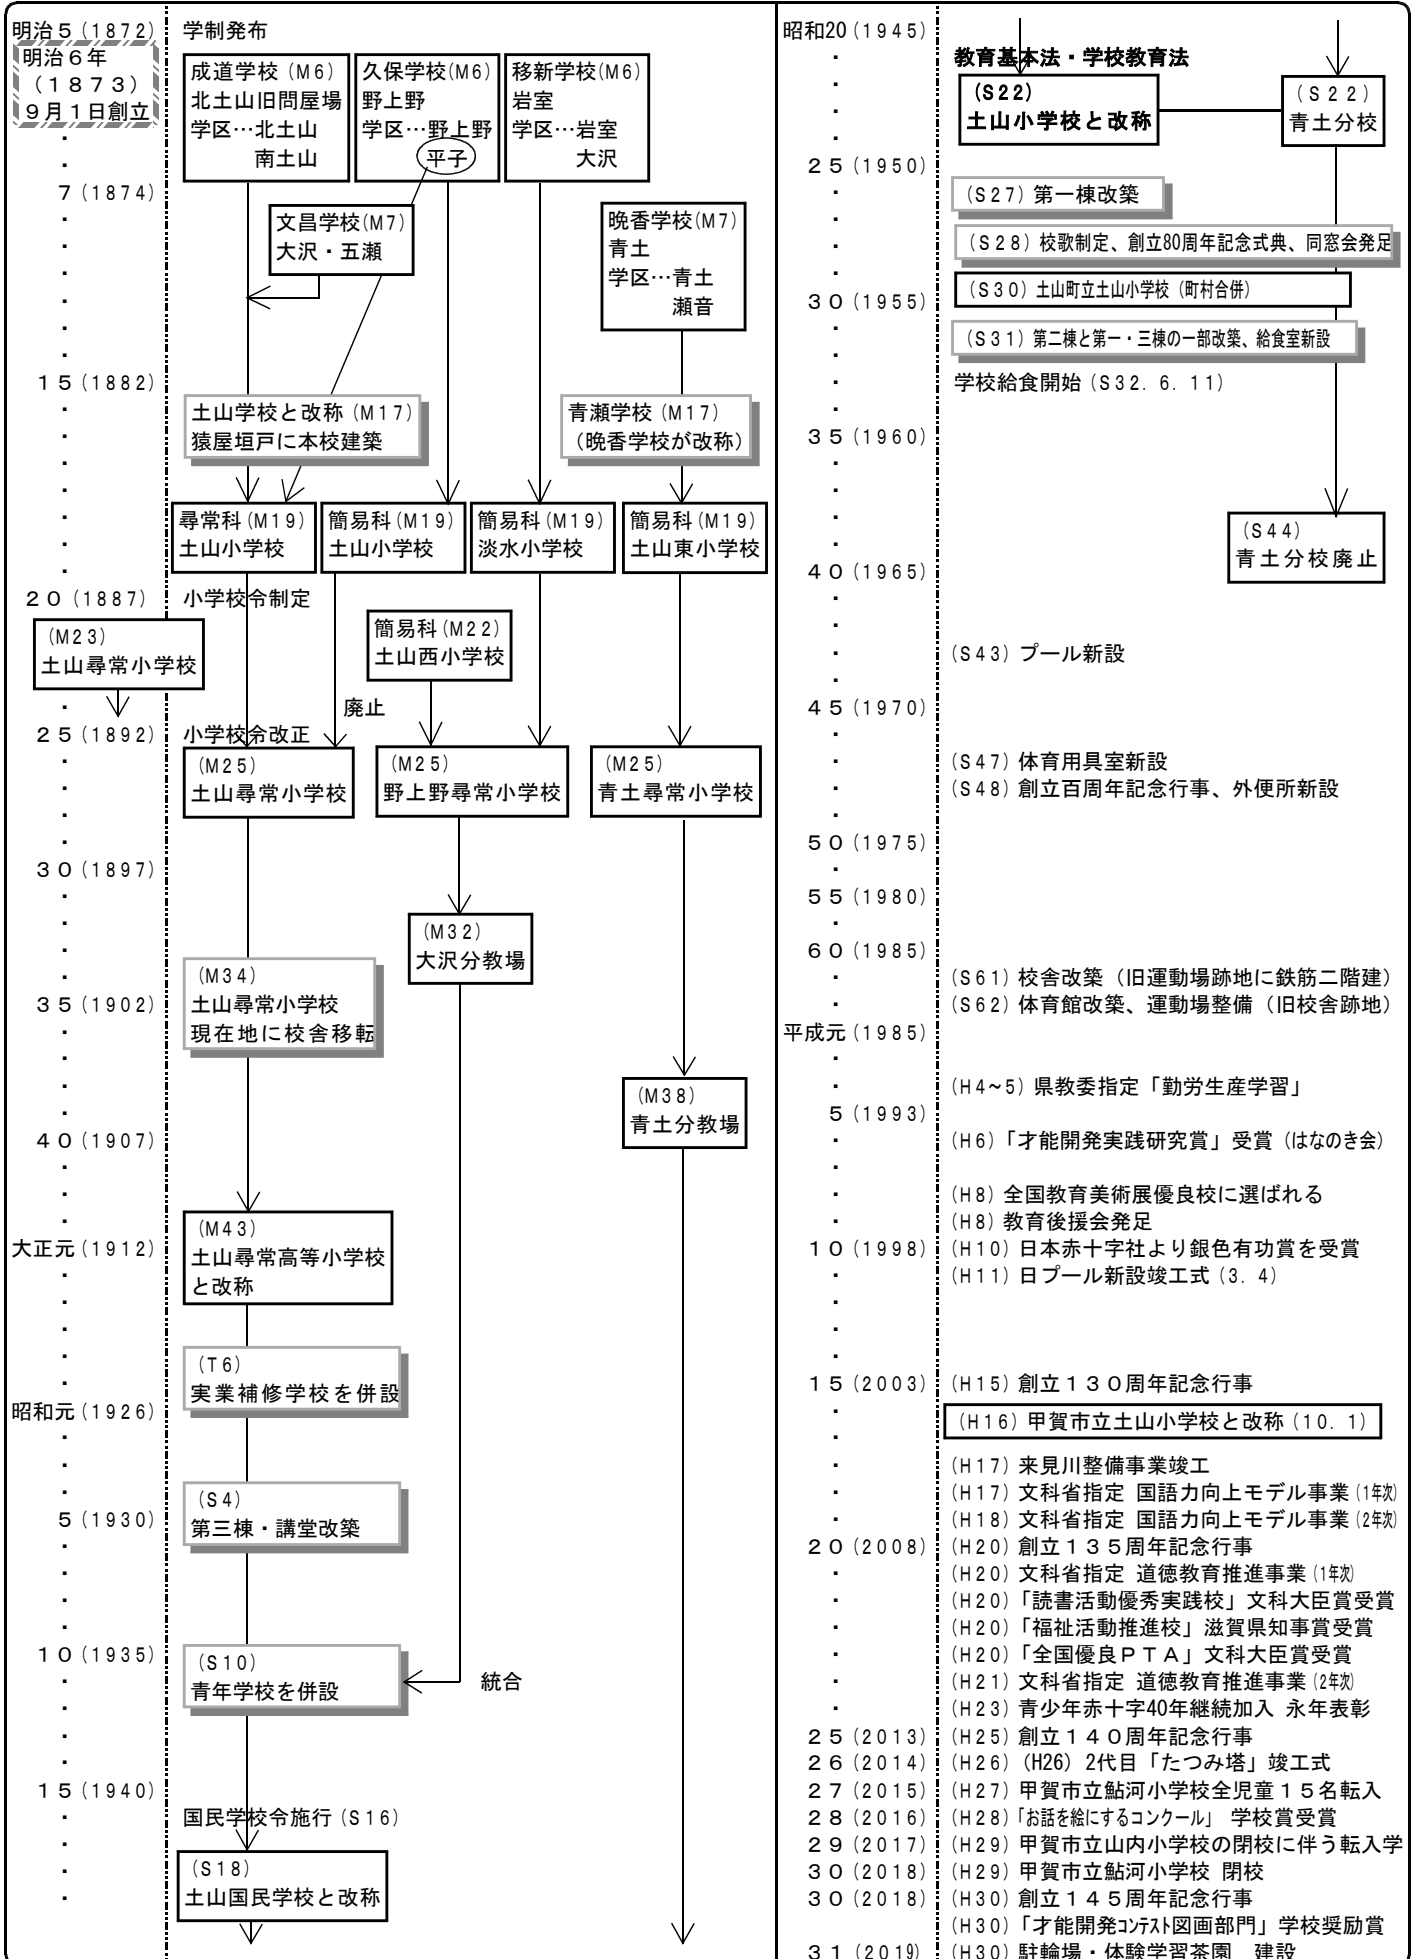 明治５(1872) 学制発布
明治６年
（１８７３）
９月１日創立
成道学校（M6）
北土山旧問屋場
学区…北土山
南土山
久保学校(M6)
野上野
学区…野上野
平子
移新学校(M6)
岩室
学区…岩室
大沢
７(1874)
文昌学校(M7)
大沢・五瀬
晩香学校(M7)
青土
学区…青土
瀬音
１５(1882)
土山学校と改称(M17)
猿屋垣戸に本校建築
青瀬学校(M17)
（晩香学校が改称）
尋常科(M19)
土山小学校
簡易科(M19)
土山小学校
簡易科(M19)
淡水小学校
簡易科(M19)
土山東小学校
２０(1887) 小学校令制定
(M23)
土山尋常小学校
簡易科(M22)
土山西小学校
廃止
２５(1892) 小学校令改正
(M25)
土山尋常小学校
(M25)
野上野尋常小学校
(M25)
青土尋常小学校
３０(1897)
(M32)
大沢分教場
(M34)
土山尋常小学校
現在地に校舎移転
３５(1902)
(M38)
青土分教場
４０(1907)
(M43)
土山尋常高等小学校
と改称
大正元(1912)
(T6)
実業補修学校を併設
昭和元(1926)
(S4)
第三棟・講堂改築
５(1930)
１０(1935)
(S10)
青年学校を併設
統合
１５(1940)
国民学校令施行(S16)
(S18)
土山国民学校と改称
昭和20(1945)
教育基本法・学校教育法
(S22)
土山小学校と改称
(S22)
青土分校
２５(1950)
(S27)第一棟改築
(S28)校歌制定、創立80周年記念式典、同窓会発足
３０(1955)
(S30)土山町立土山小学校（町村合併）
(S31)第二棟と第一・三棟の一部改築、給食室新設
学校給食開始(S32.6.11)
３５(1960)
(S44)
青土分校廃止
４０(1965)
(S43)プール新設
４５(1970)
(S47)体育用具室新設
(S48)創立百周年記念行事、外便所新設
５０(1975)
５５(1980)
６０(1985)
(S61)校舎改築（旧運動場跡地に鉄筋二階建）
(S62)体育館改築、運動場整備（旧校舎跡地）
平成元(1985)
(H4~5)県教委指定「勤労生産学習」
５(1993)
(H6)「才能開発実践研究賞」受賞（はなのき会）
(H8)全国教育美術展優良校に選ばれる
(H8)教育後援会発足
１０(1998) (H10)日本赤十字社より銀色有功賞を受賞
(H11)日プール新設竣工式(3.4)
１５(2003) (H15)創立１３０周年記念行事
(H16)甲賀市立土山小学校と改称(10.1)
(H17)来見川整備事業竣工
(H17)文科省指定 国語力向上モデル事業(1年次)
(H18)文科省指定 国語力向上モデル事業(2年次)
２０(2008) (H20)創立１３５周年記念行事
(H20)文科省指定 道徳教育推進事業(1年次)
(H20)「読書活動優秀実践校」文科大臣賞受賞
(H20)「福祉活動推進校」滋賀県知事賞受賞
(H20)「全国優良ＰＴＡ」文科大臣賞受賞
(H21)文科省指定 道徳教育推進事業(2年次)
(H23)青少年赤十字40年継続加入 永年表彰
２５(2013) (H25)創立１４０周年記念行事
２６(2014) (H26)(H26) 2代目「たつみ塔」竣工式
２７(2015) (H27)甲賀市立鮎河小学校全児童１５名転入
２８(2016) (H28)「お話を絵にするコンクール」 学校賞受賞
２９(2017) (H29)甲賀市立山内小学校の閉校に伴う転入学
３０(2018) (H29)甲賀市立鮎河小学校 閉校
３０(2018) (H30)創立１４５周年記念行事
(H30)「才能開発コンテスト図画部門」学校奨励賞
３１(2019) (H30)駐輪場・体験学習茶園 建設